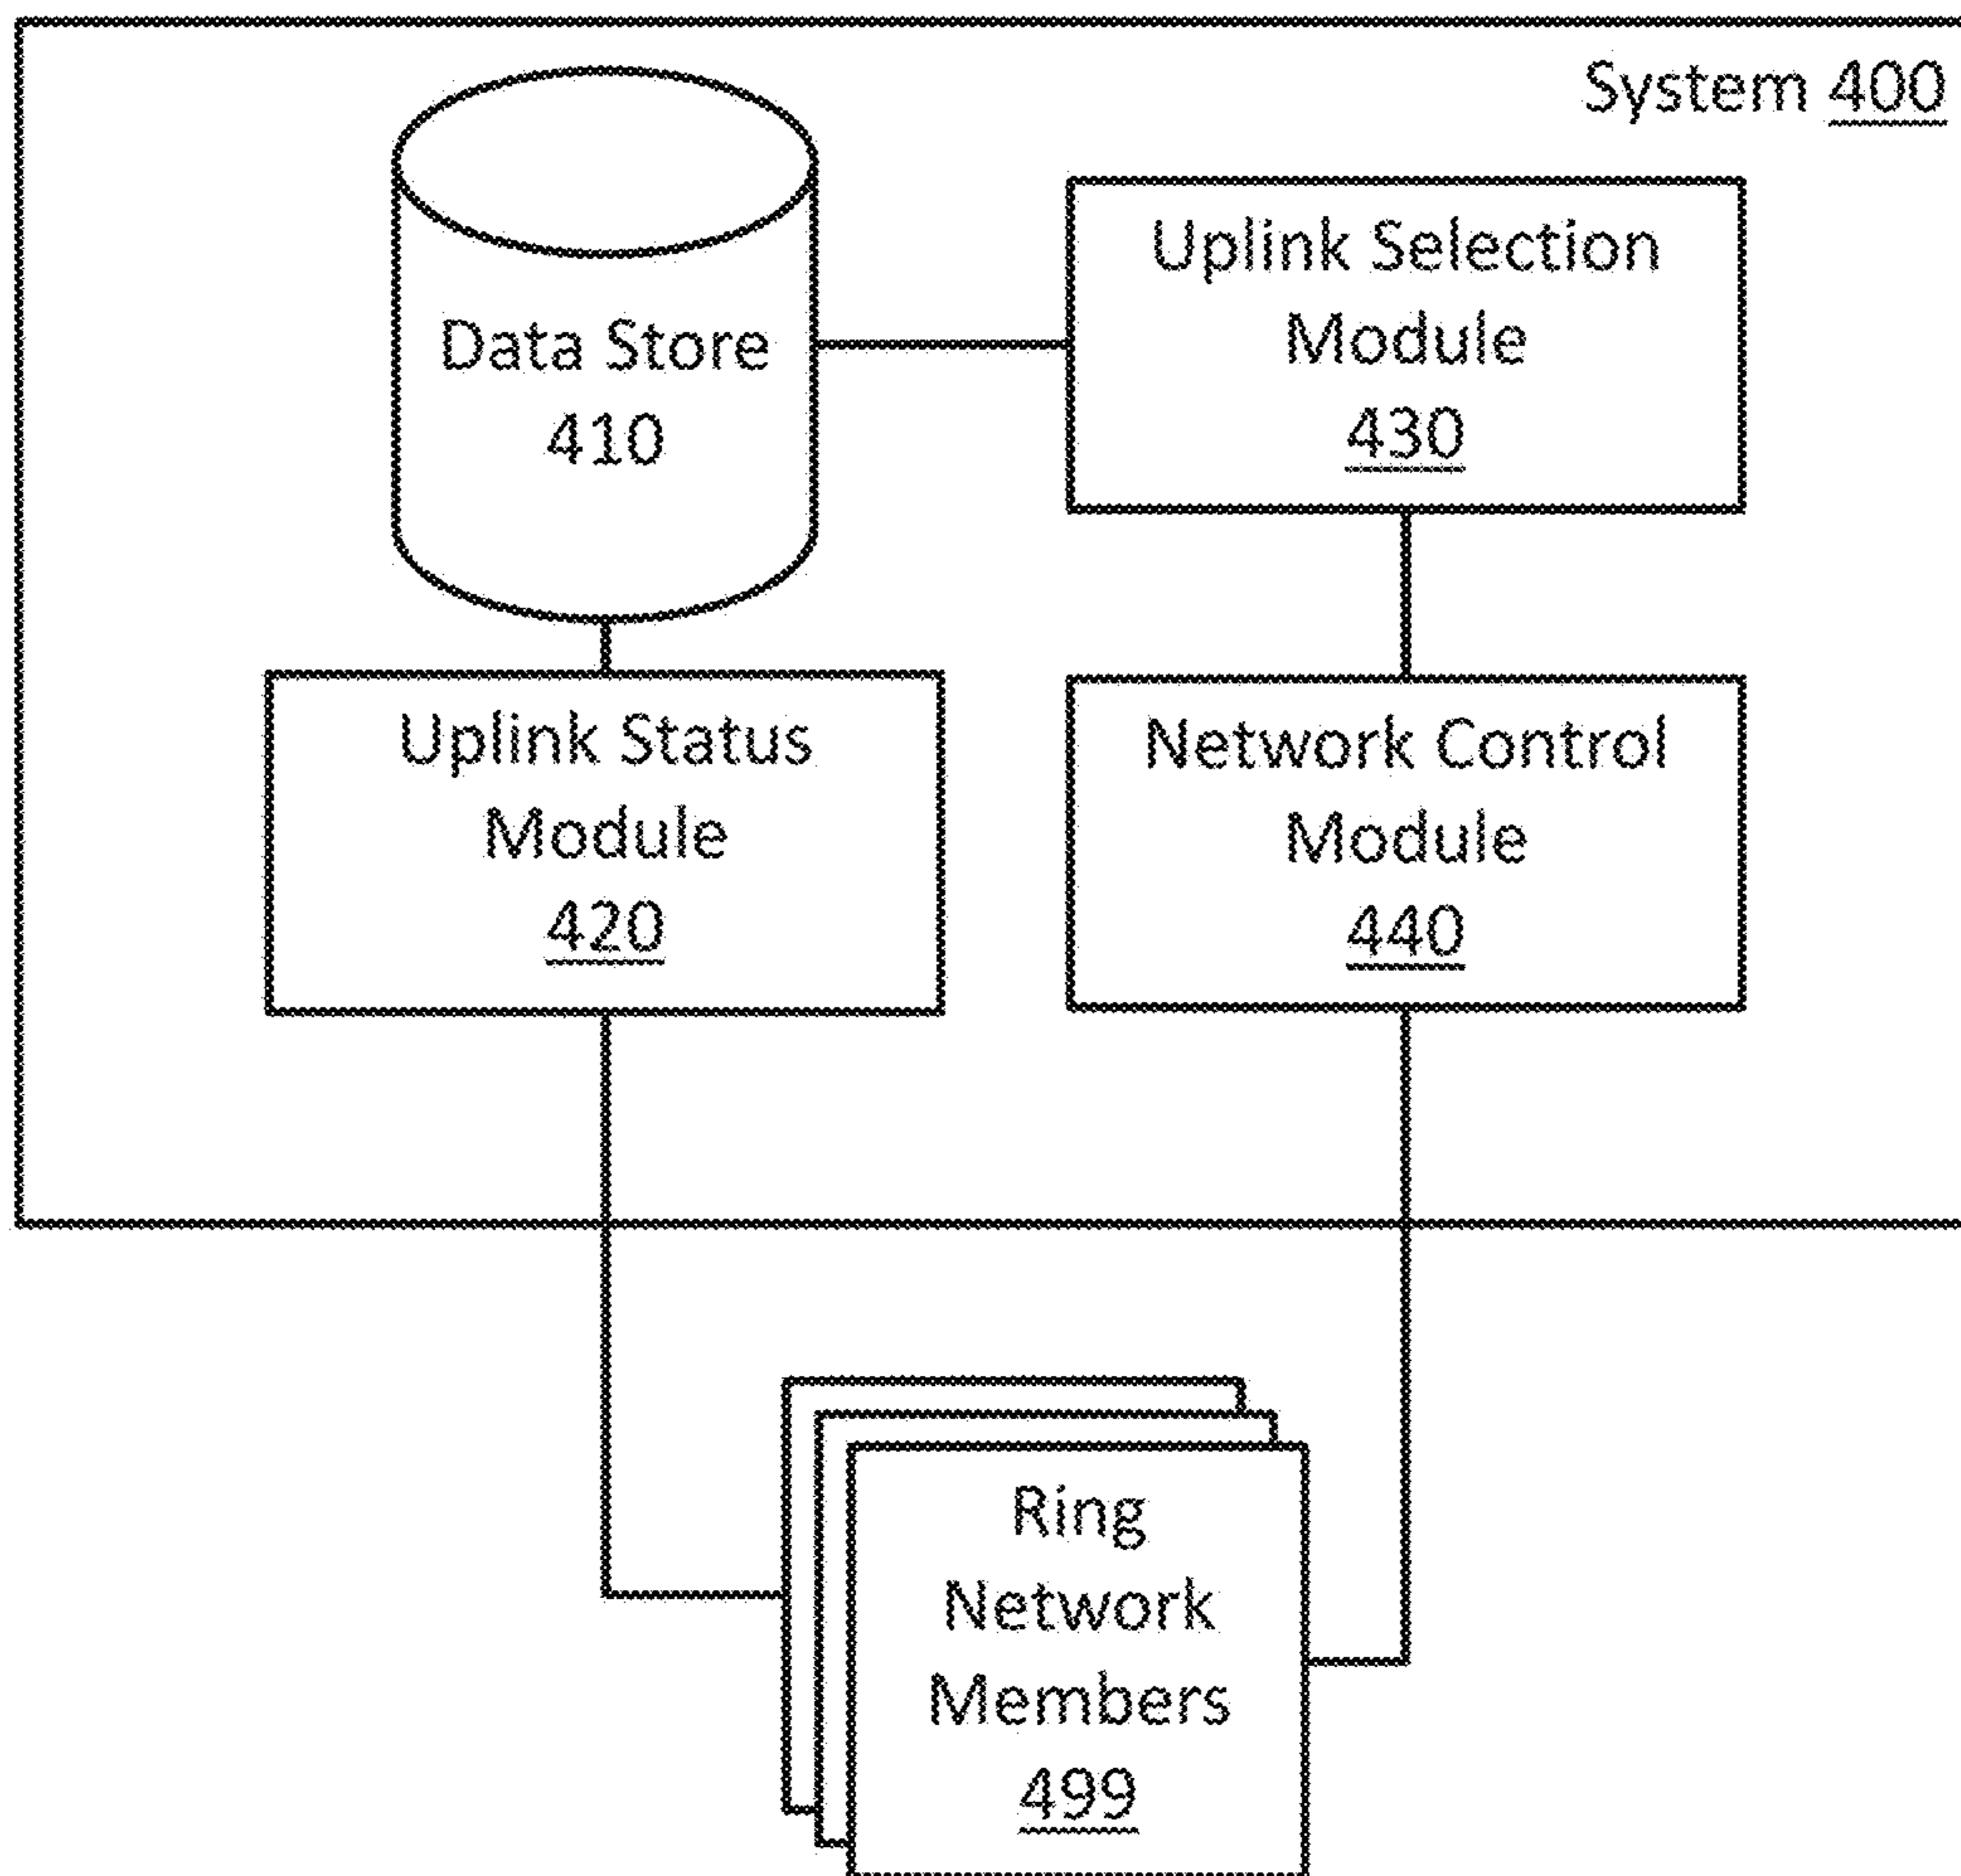 System 400
Data Store
410
Uplink Selection
Module
430
Uplink Status
Module
420
Network Control
Module
440
Ring
Network
Members
499